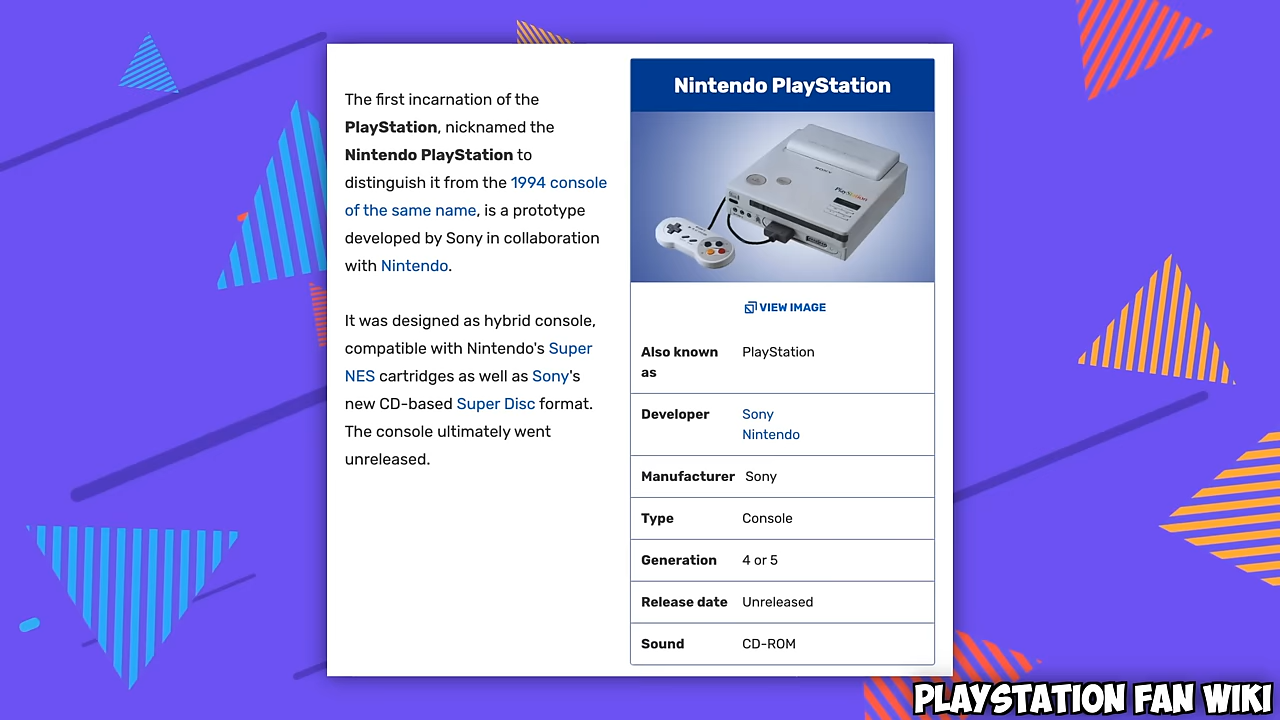 The first incarnation of the
PlayStation, nicknamed the
Nintendo PlayStation to
distinguish it from the 1994 console
of the same name, is a prototype
developed by Sony in collaboration
with Nintendo.
It was designed as hybrid console,
compatible with Nintendo's Super
NES cartridges as well as Sony's
new CD-based Super Disc format.
The console ultimately went
unreleased.
Nintendo PlayStation
SONY
PlayStation
VIEW IMAGE
Also known as PlayStation
Developer Sony
Nintendo
Manufacturer Sony
Type Console
Generation 4 or 5
Release date Unreleased
Sound CD-ROM
PLAYSTATION FAN WIKI